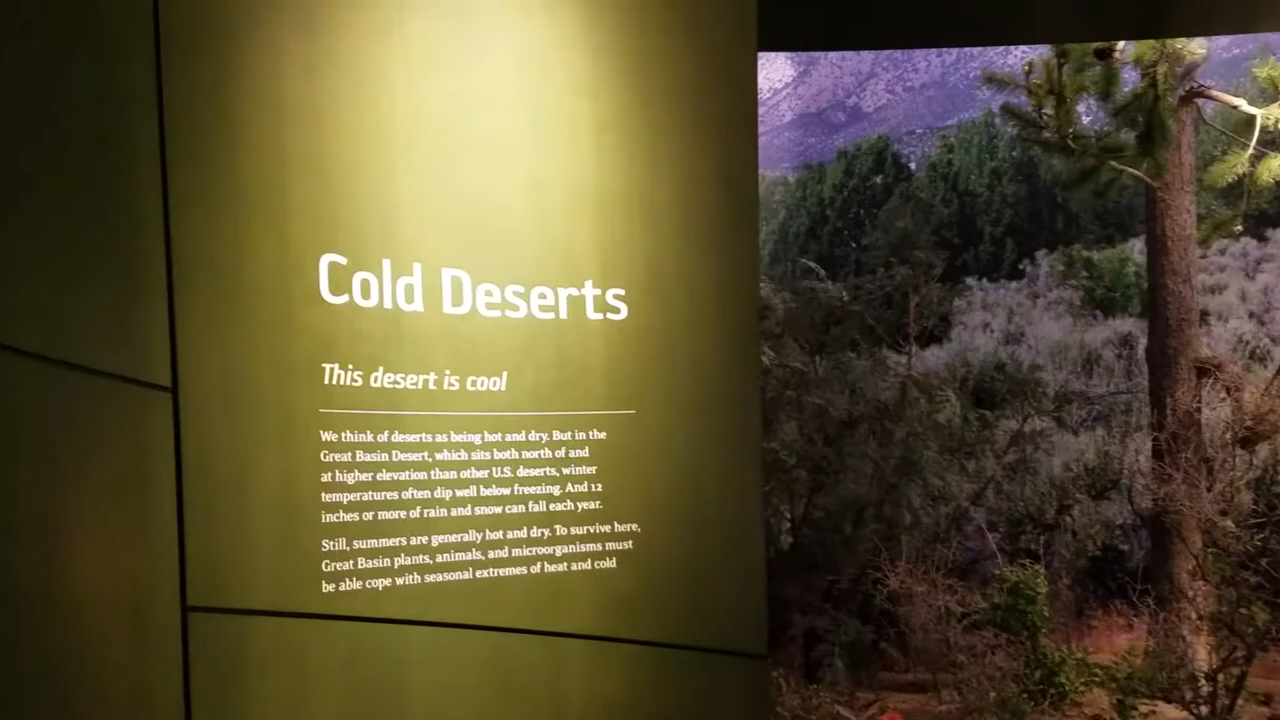 Cold Deserts
This desert is cool
We think of deserts as being hot and dry. But in the
Great Basin Desert, which sits both north of and
at higher elevation than other U.S. deserts, winter
temperatures often dip well below freezing. And 12
inches or more of rain and snow can fall each year.
Still, summers are generally hot and dry. To survive here,
Great Basin plants, animals, and microorganisms must
be able cope with seasonal extremes of heat and cold